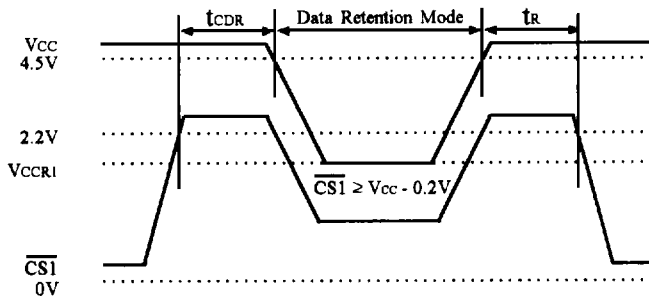 tCDR
Data Retention Mode
tR
VCC
4.5V
2.2V
VCCR1
CS1 ≥ VCC - 0.2V
CS1
0V